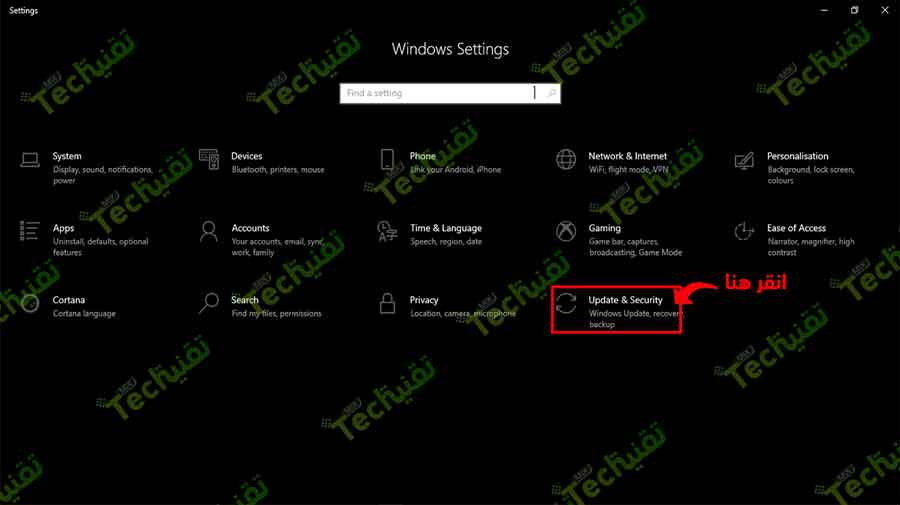 Settings
Windows Settings
Find a setting
System
Display, sound, notifications,
power
Devices
Bluetooth, printers, mouse
Phone
Link your Android, iPhone
Network & Internet
WiFi, flight mode, VPN
Personalisation
Background, lock screen,
colours
Apps
Uninstall, defaults, optional
features
Accounts
Your accounts, email, sync,
work, family
Time & Language
Speech, region, date
Gaming
Game bar, captures,
broadcasting, Game Mode
Ease of Access
Narrator, magnifier, high
contrast
Cortana
Cortana language
Search
Find my files, permissions
Privacy
Location, camera, microphone
Update & Security
Windows Update, recovery,
backup
انقر هنا
تقنيتك Tech